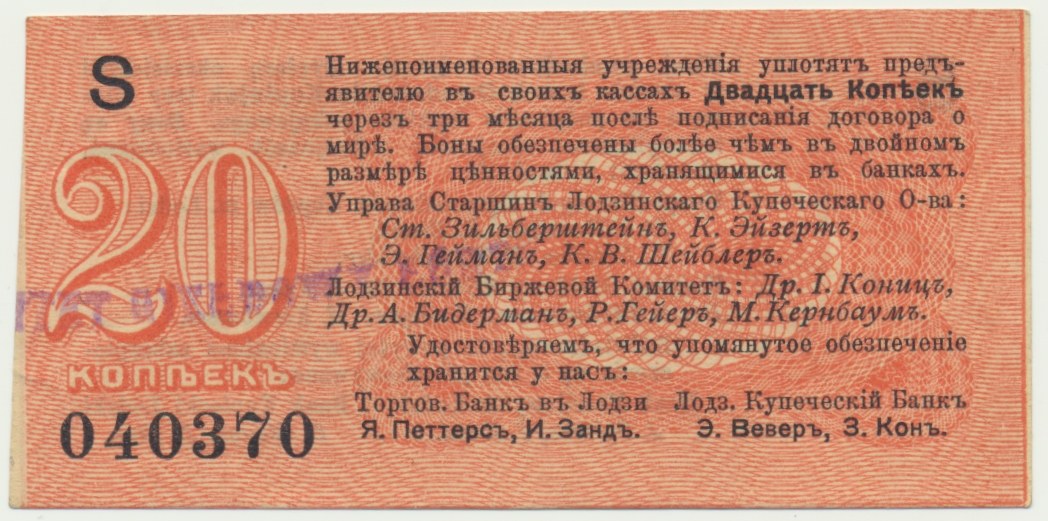 S
20
КОПѢЕКЪ
040370
Нижепоименованныя учрежденія уплотятъ предъ-
явителю въ своихъ кассахъ Двадцать Копѣекъ
черезъ три мѣсяца послѣ подписанія договора о
мирѣ. Боны обезпечены болѣе чѣмъ въ двойномъ
размѣрѣ цѣнностями, хранящимися въ банкахъ.
Управа Старшинъ Лодзинскаго Купеческаго О-ва:
Ст. Зильберштейнъ, К. Эйзертъ,
Э. Гейманъ, К. В. Шейблеръ.
Лодзинскій Биржевой Комитетъ: Др. І. Коницъ,
Др. А. Бидерманъ, Р. Гейеръ, М. Кернбаумъ.
Удостовѣряемъ, что упомянутое обезпеченіе
хранится у насъ:
Торгов. Банкъ въ Лодзи Лодз. Купеческій Банкъ
Я. Петтерсъ, И. Зандъ. Э. Веверъ, З. Конъ.